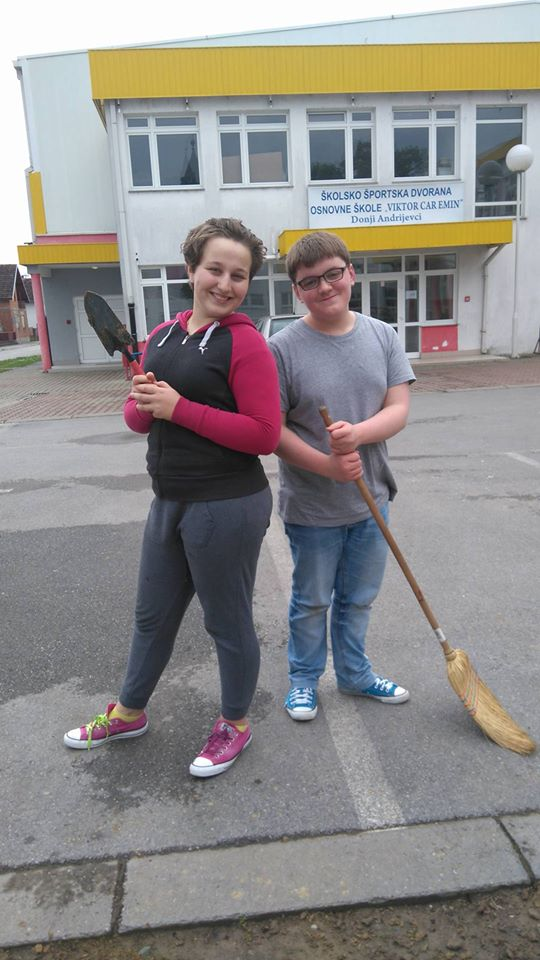 ŠKOLSKO ŠPORTSKA DVORANA
OSNOVNE ŠKOLE „VIKTOR CAR EMIN"
Donji Andrijevci